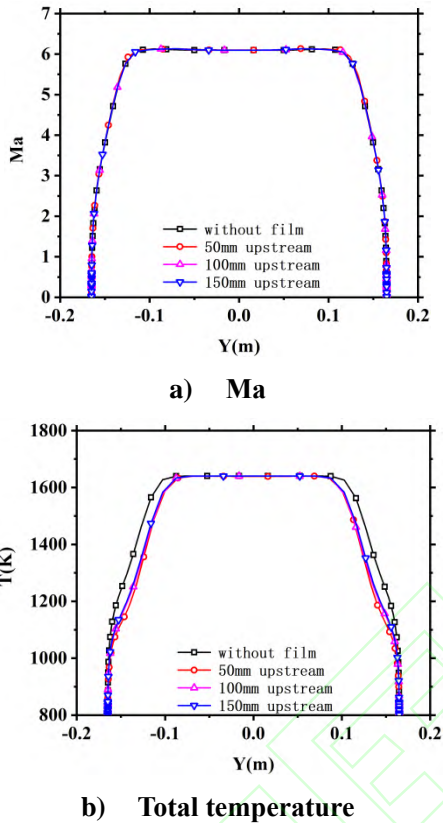 7
6
5
4
3
2
1
0
Ma
without film
50mm upstream
100mm upstream
150mm upstream
-0.2 -0.1 0.0 0.1 0.2
Y(m)
a) Ma
1800
1600
1400
1200
1000
800
T(K)
without film
50mm upstream
100mm upstream
150mm upstream
-0.2 -0.1 0.0 0.1 0.2
Y(m)
b) Total temperature